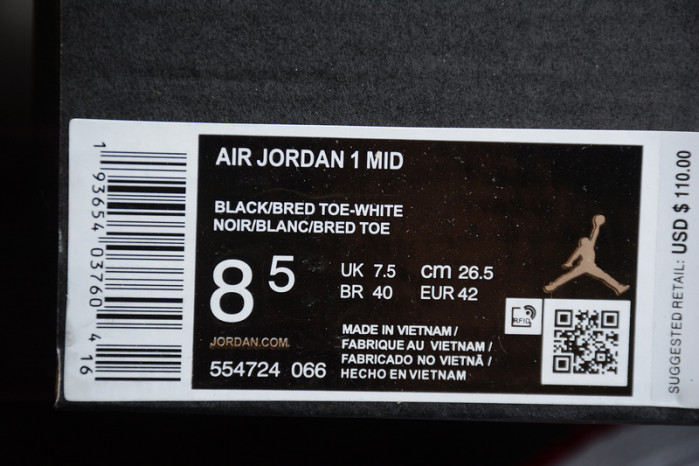 AIR JORDAN 1 MID
BLACK/BRED TOE-WHITE
NOIR/BLANC/BRED TOE
8 5
UK 7.5 cm 26.5
BR 40 EUR 42
JORDAN.COM
554724 066
MADE IN VIETNAM /
FABRIQUE AU VIETNAM /
FABRICADO NO VIETNÃ /
HECHO EN VIETNAM
RFID
1 93654 03760 4 16
SUGGESTED RETAIL: USD $ 110.00